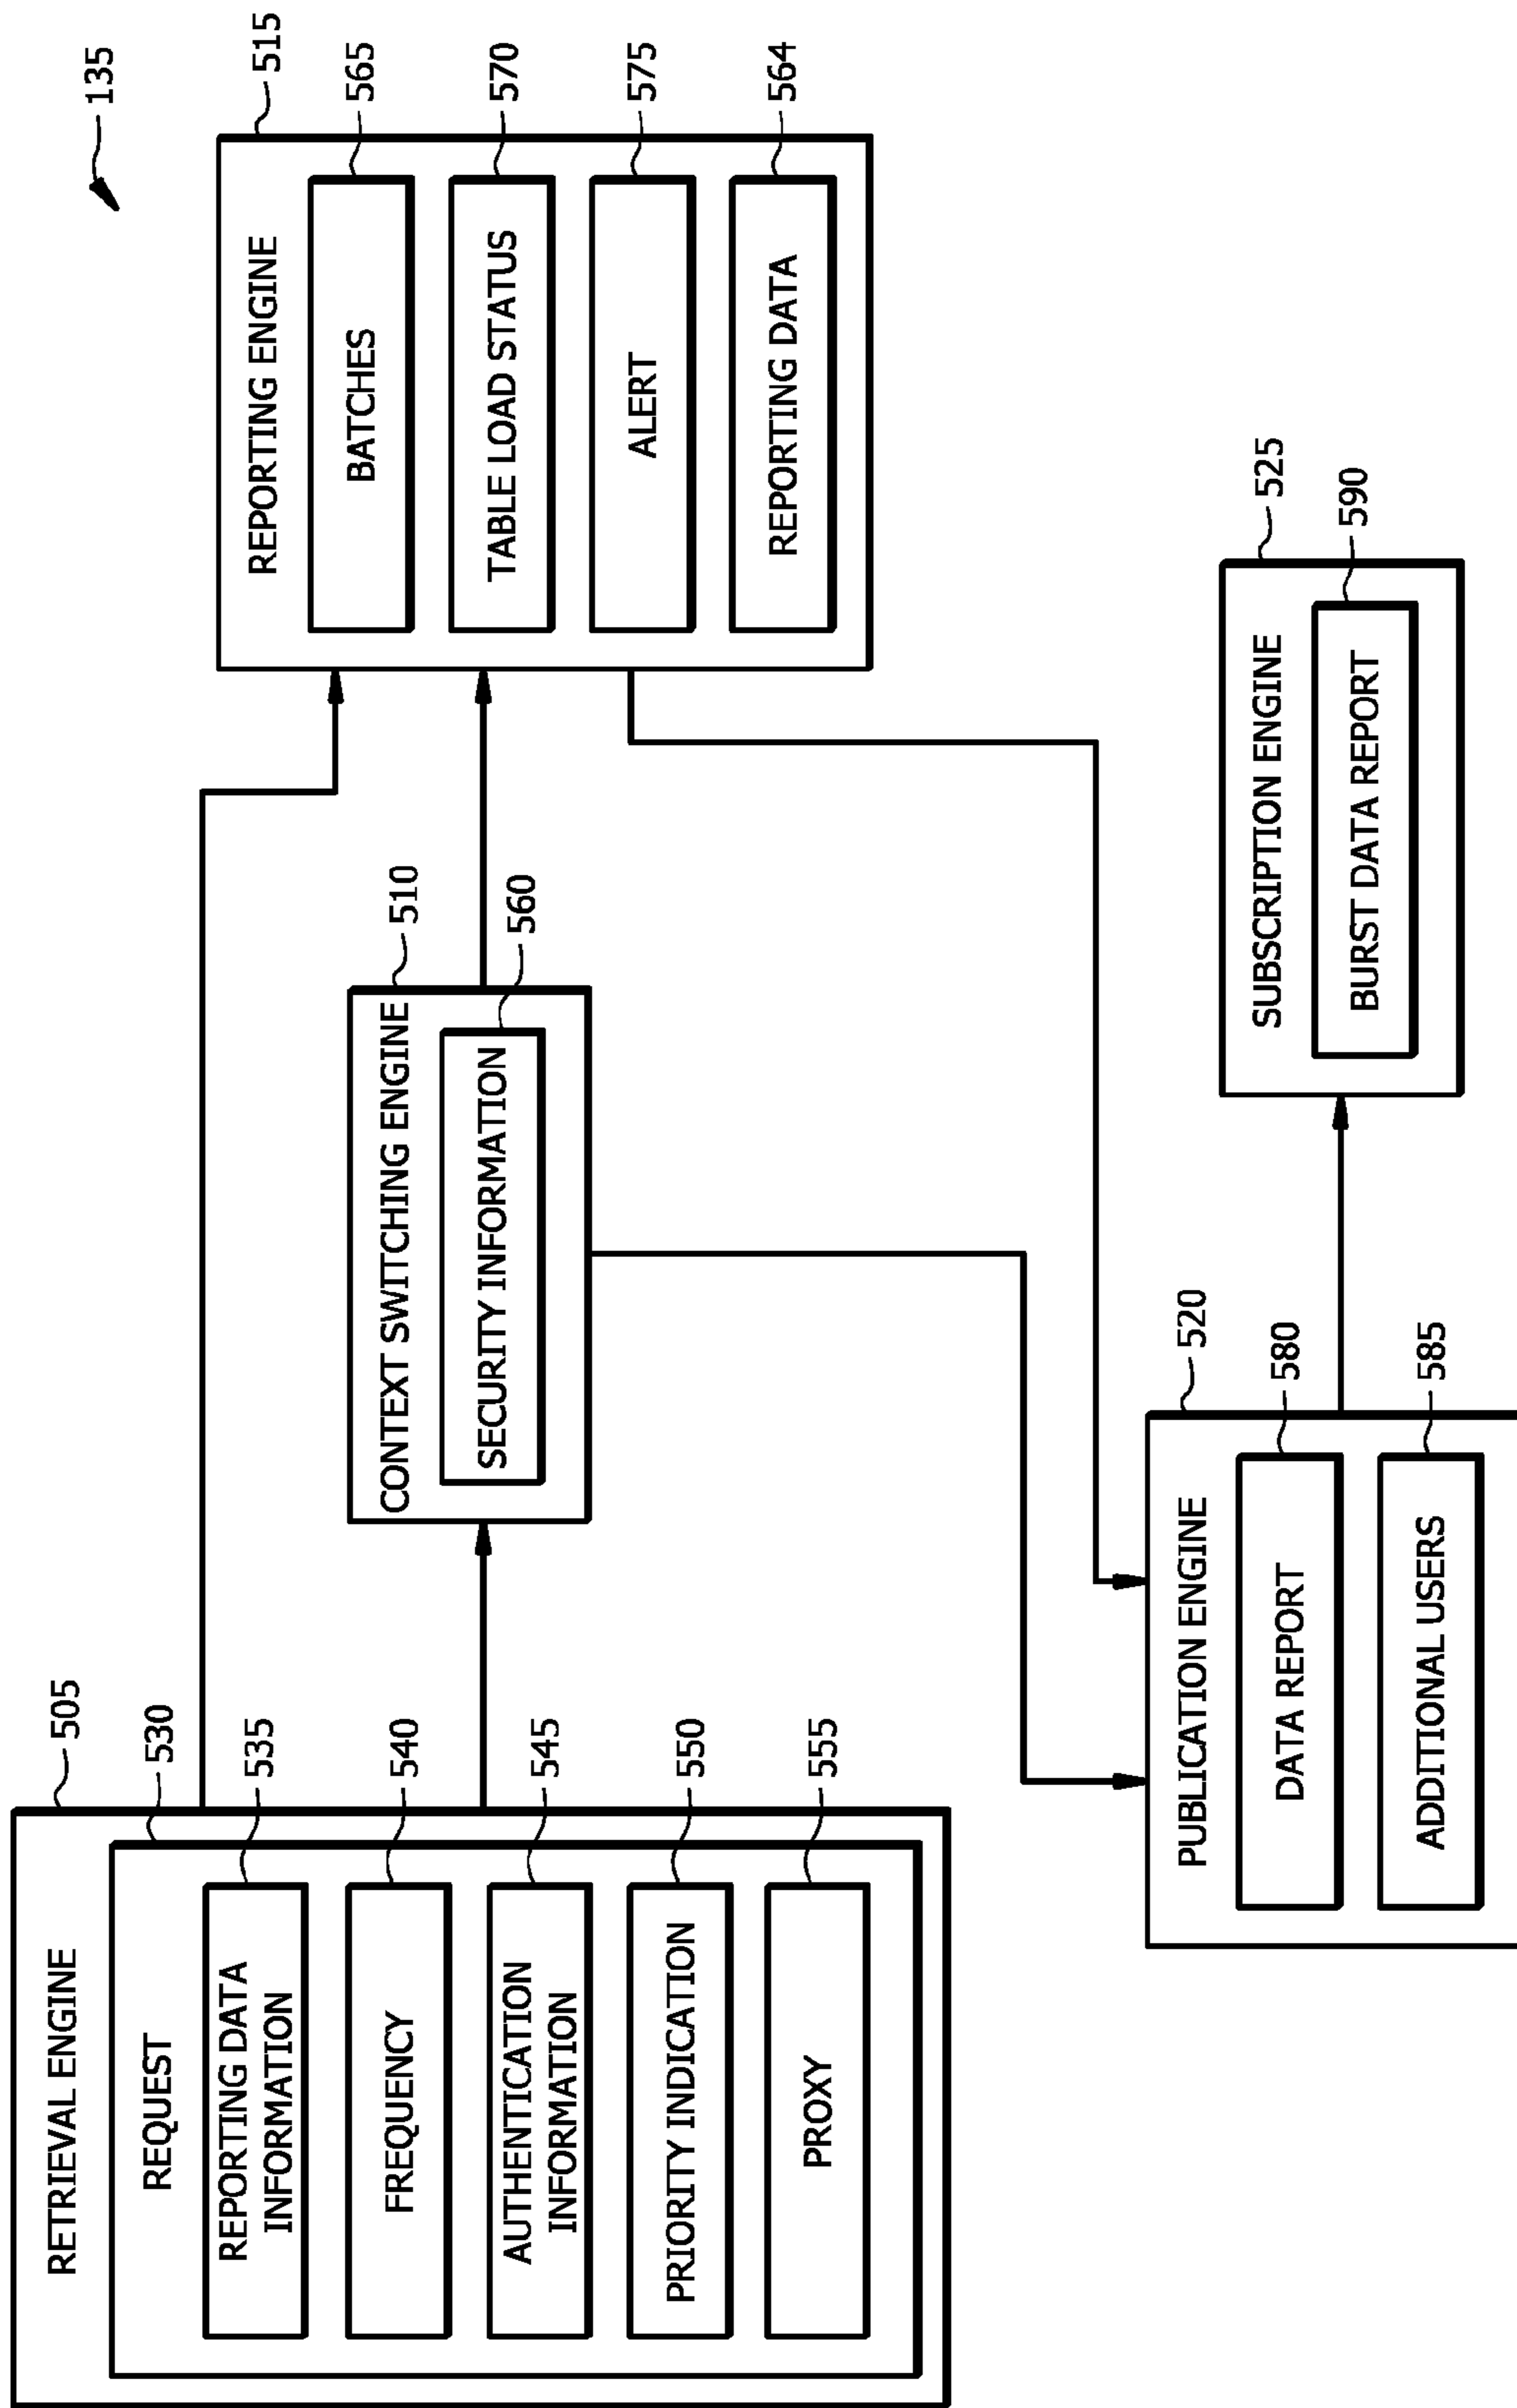 135
RETRIEVAL ENGINE
505
REQUEST
530
REPORTING DATA
INFORMATION
535
FREQUENCY
540
AUTHENTICATION
INFORMATION
545
PRIORITY INDICATION
550
PROXY
555
CONTEXT SWITCHING ENGINE
510
SECURITY INFORMATION
560
REPORTING ENGINE
515
BATCHES
565
TABLE LOAD STATUS
570
ALERT
575
REPORTING DATA
564
PUBLICATION ENGINE
520
DATA REPORT
580
ADDITIONAL USERS
585
SUBSCRIPTION ENGINE
525
BURST DATA REPORT
590